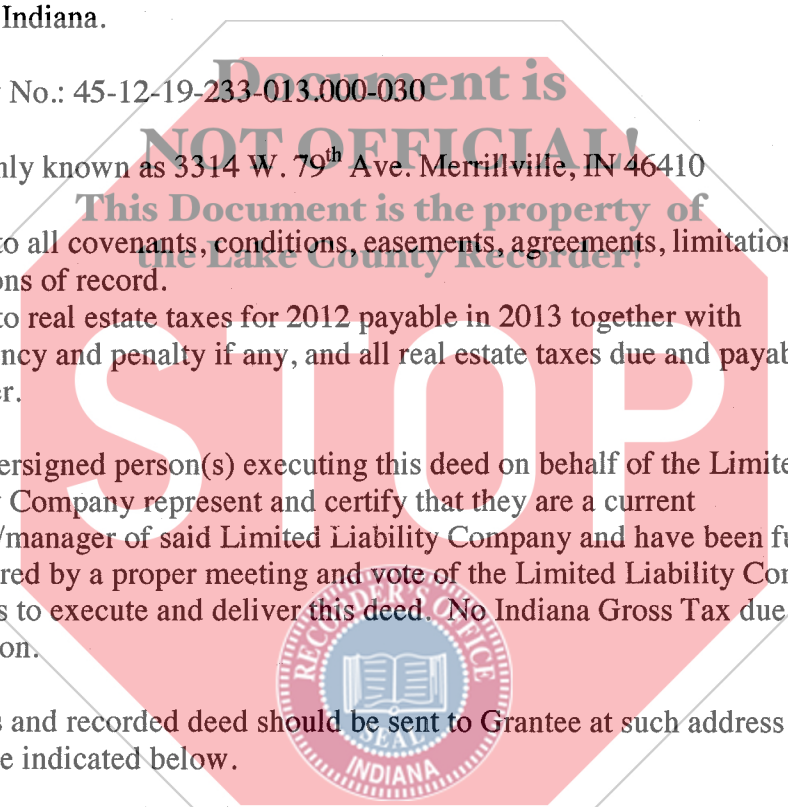 Indiana.
Document is
No.: 45-12-19-233-013.000-030
NOT OFFICIAL!
nly known as 3314 W. 79th Ave. Merrillville, IN 46410
This Document is the property of
to all covenants, conditions, easements, agreements, limitation
the Lake County Recorder!
ons of record.
to real estate taxes for 2012 payable in 2013 together with
ncy and penalty if any, and all real estate taxes due and payab
er.
STOP
ersigned person(s) executing this deed on behalf of the Limite
Company represent and certify that they are a current
/manager of said Limited Liability Company and have been fu
red by a proper meeting and vote of the Limited Liability Cor
s to execute and deliver this deed. No Indiana Gross Tax due
on.
RECORDER'S OFFICE
s and recorded deed should be sent to Grantee at such address
SEAL
e indicated below.
INDIANA